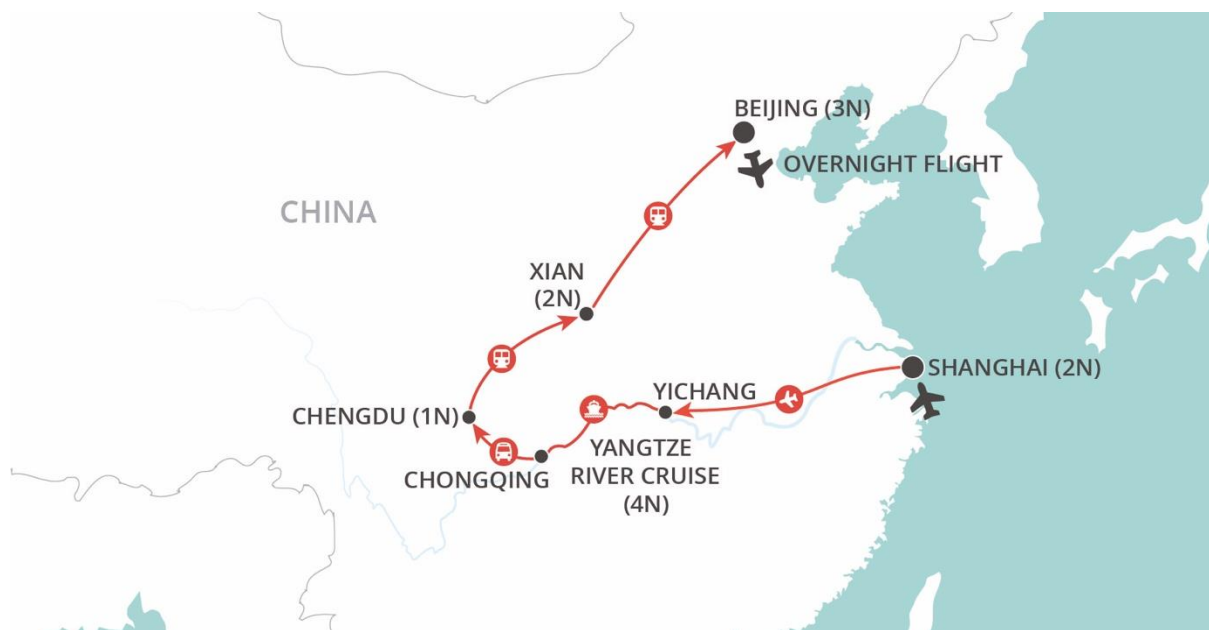 BEIJING (3N)
OVERNIGHT FLIGHT
CHINA
XIAN
(2N)
SHANGHAI (2N)
YICHANG
CHENGDU (1N)
YANGTZE
RIVER CRUISE
(4N)
CHONGQING